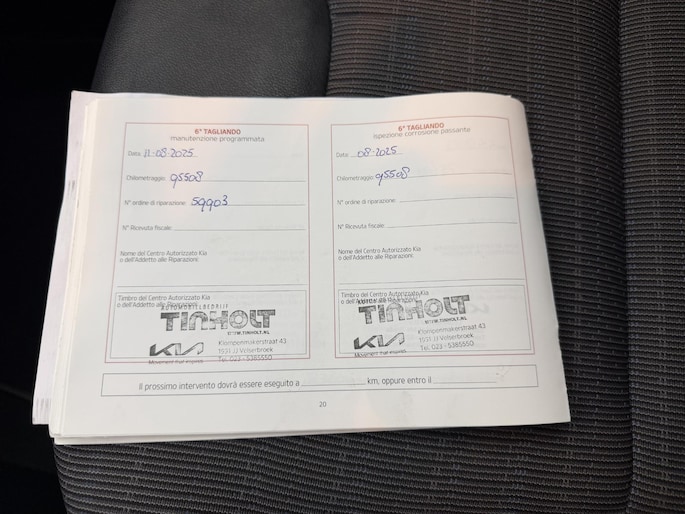 6° TAGLIANDO
manutenzione programmata
Data: 11-08-2025
Chilometraggio: 95508
N° ordine di riparazione: 59903
N° Ricevuta fiscale:
Nome del Centro Autorizzato Kia
o dell'Addetto alle Riparazioni:
Timbro del Centro Autorizzato Kia
o dell'Addetto alle Riparazioni:
AUTOMOBIELBEDRIJF
TINHOLT
WWW.TINHOLT.NL
KIA
Movement that inspires
Klompenmakerstraat 43
1931 JJ Velserbroek
Tel. 023 - 5385550
6° TAGLIANDO
ispezione corrosione passante
Data: 08-2025
Chilometraggio: 95508
N° ordine di riparazione:
N° Ricevuta fiscale:
Nome del Centro Autorizzato Kia
o dell'Addetto alle Riparazioni:
Timbro del Centro Autorizzato Kia
o dell'Addetto alle Riparazioni:
TINHOLT
WWW.TINHOLT.NL
KIA
Movement that inspires
Klompenmakerstraat 43
1931 JJ Velserbroek
Tel. 023 - 5385550
Il prossimo intervento dovrà essere eseguito a km, oppure entro il
20